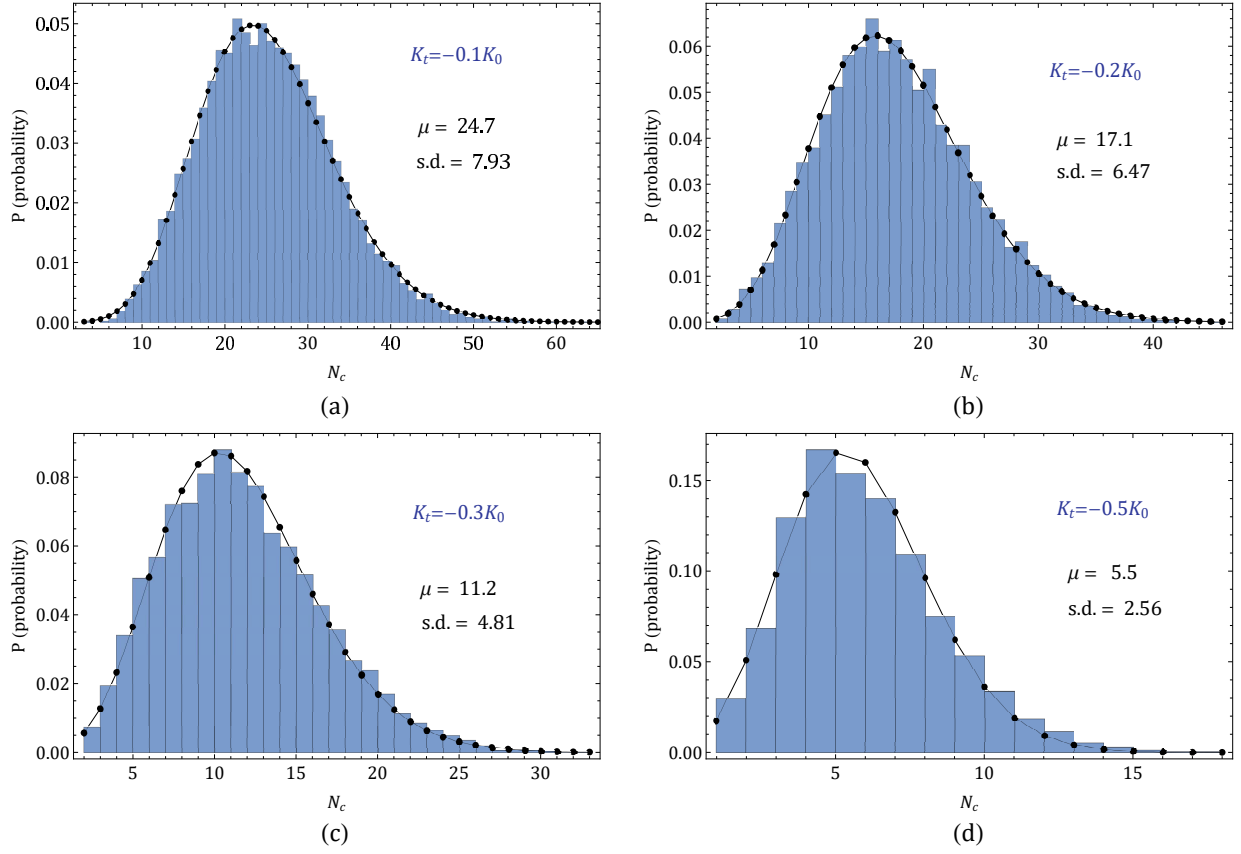 0.05
0.04
0.03
0.02
0.01
0.00
P (probability)
K_t=−0.1K_0
μ = 24.7
s.d. = 7.93
10 20 30 40 50 60
N_c
(a)
0.06
0.05
0.04
0.03
0.02
0.01
0.00
P (probability)
K_t=−0.2K_0
μ = 17.1
s.d. = 6.47
10 20 30 40
N_c
(b)
0.08
0.06
0.04
0.02
0.00
P (probability)
K_t=−0.3K_0
μ = 11.2
s.d. = 4.81
5 10 15 20 25 30
N_c
(c)
0.15
0.10
0.05
0.00
P (probability)
K_t=−0.5K_0
μ = 5.5
s.d. = 2.56
5 10 15
N_c
(d)